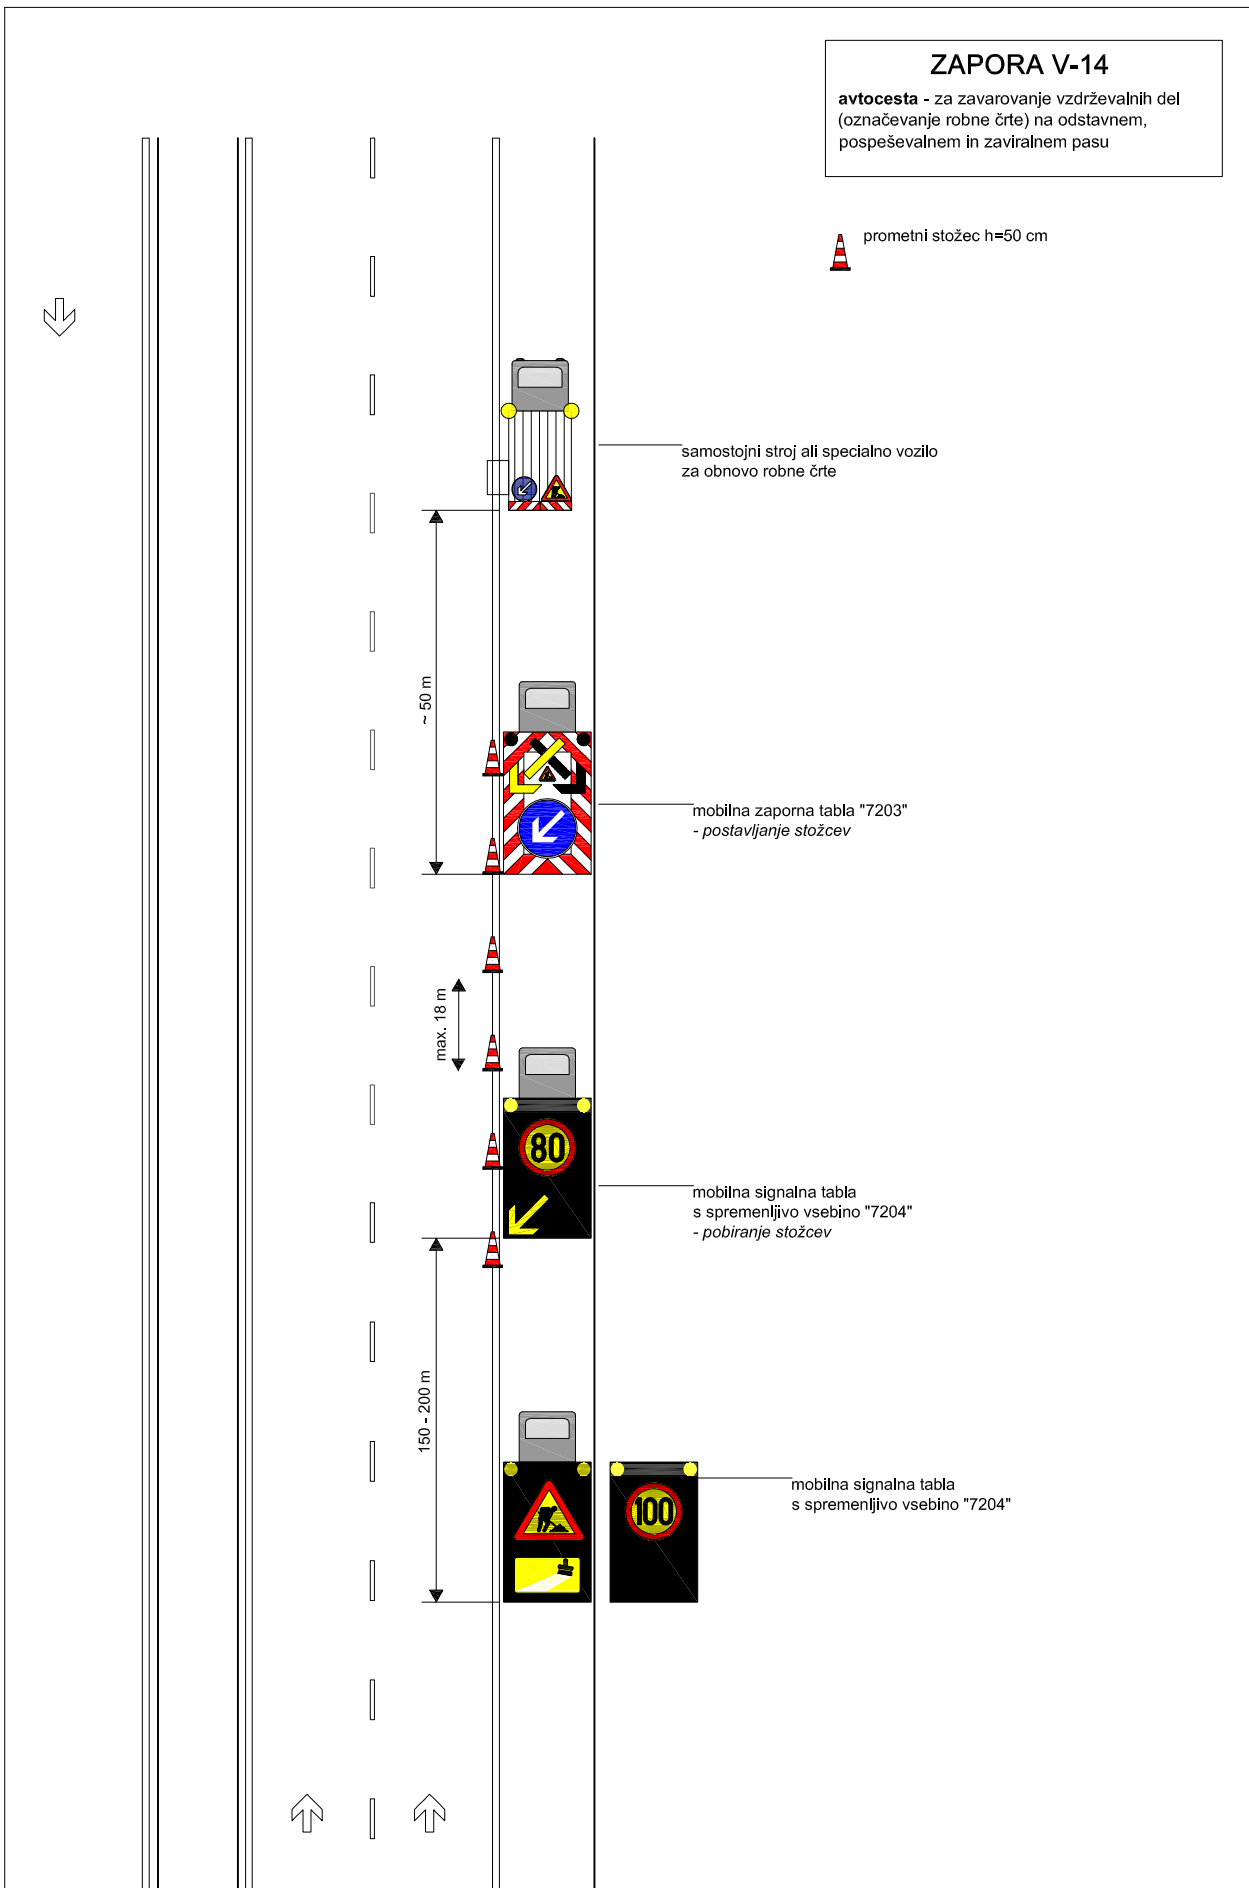 ZAPORA V-14
avtocesta - za zavarovanje vzdrževalnih del
(označevanje robne črte) na odstavnem,
pospeševalnem in zaviralnem pasu
prometni stožec h=50 cm
samostojni stroj ali specialno vozilo
za obnovo robne črte
~ 50 m
mobilna zaporna tabla "7203"
- postavljanje stožcev
max. 18 m
80
mobilna signalna tabla
s spremenljivo vsebino "7204"
- pobiranje stožcev
150 - 200 m
100
mobilna signalna tabla
s spremenljivo vsebino "7204"